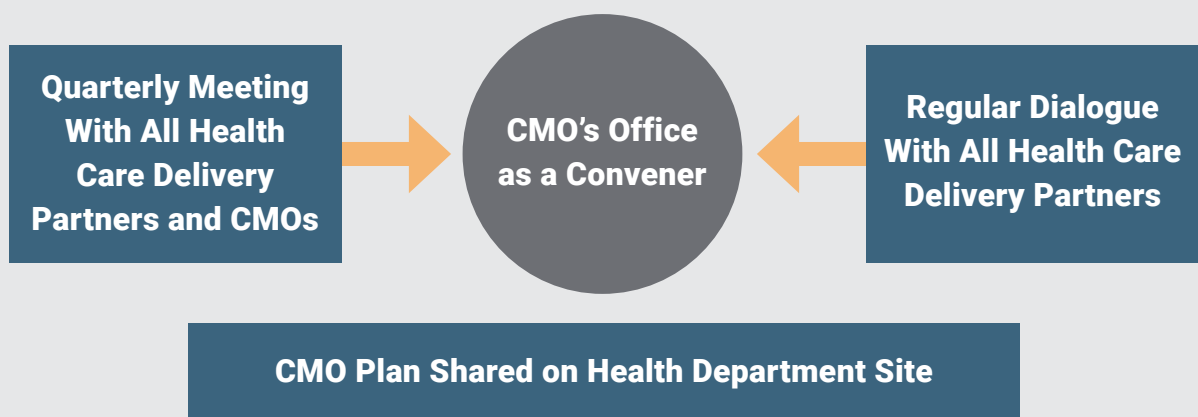 Quarterly Meeting
With All Health
Care Delivery
Partners and CMOs
CMO’s Office
as a Convener
Regular Dialogue
With All Health Care
Delivery Partners
CMO Plan Shared on Health Department Site